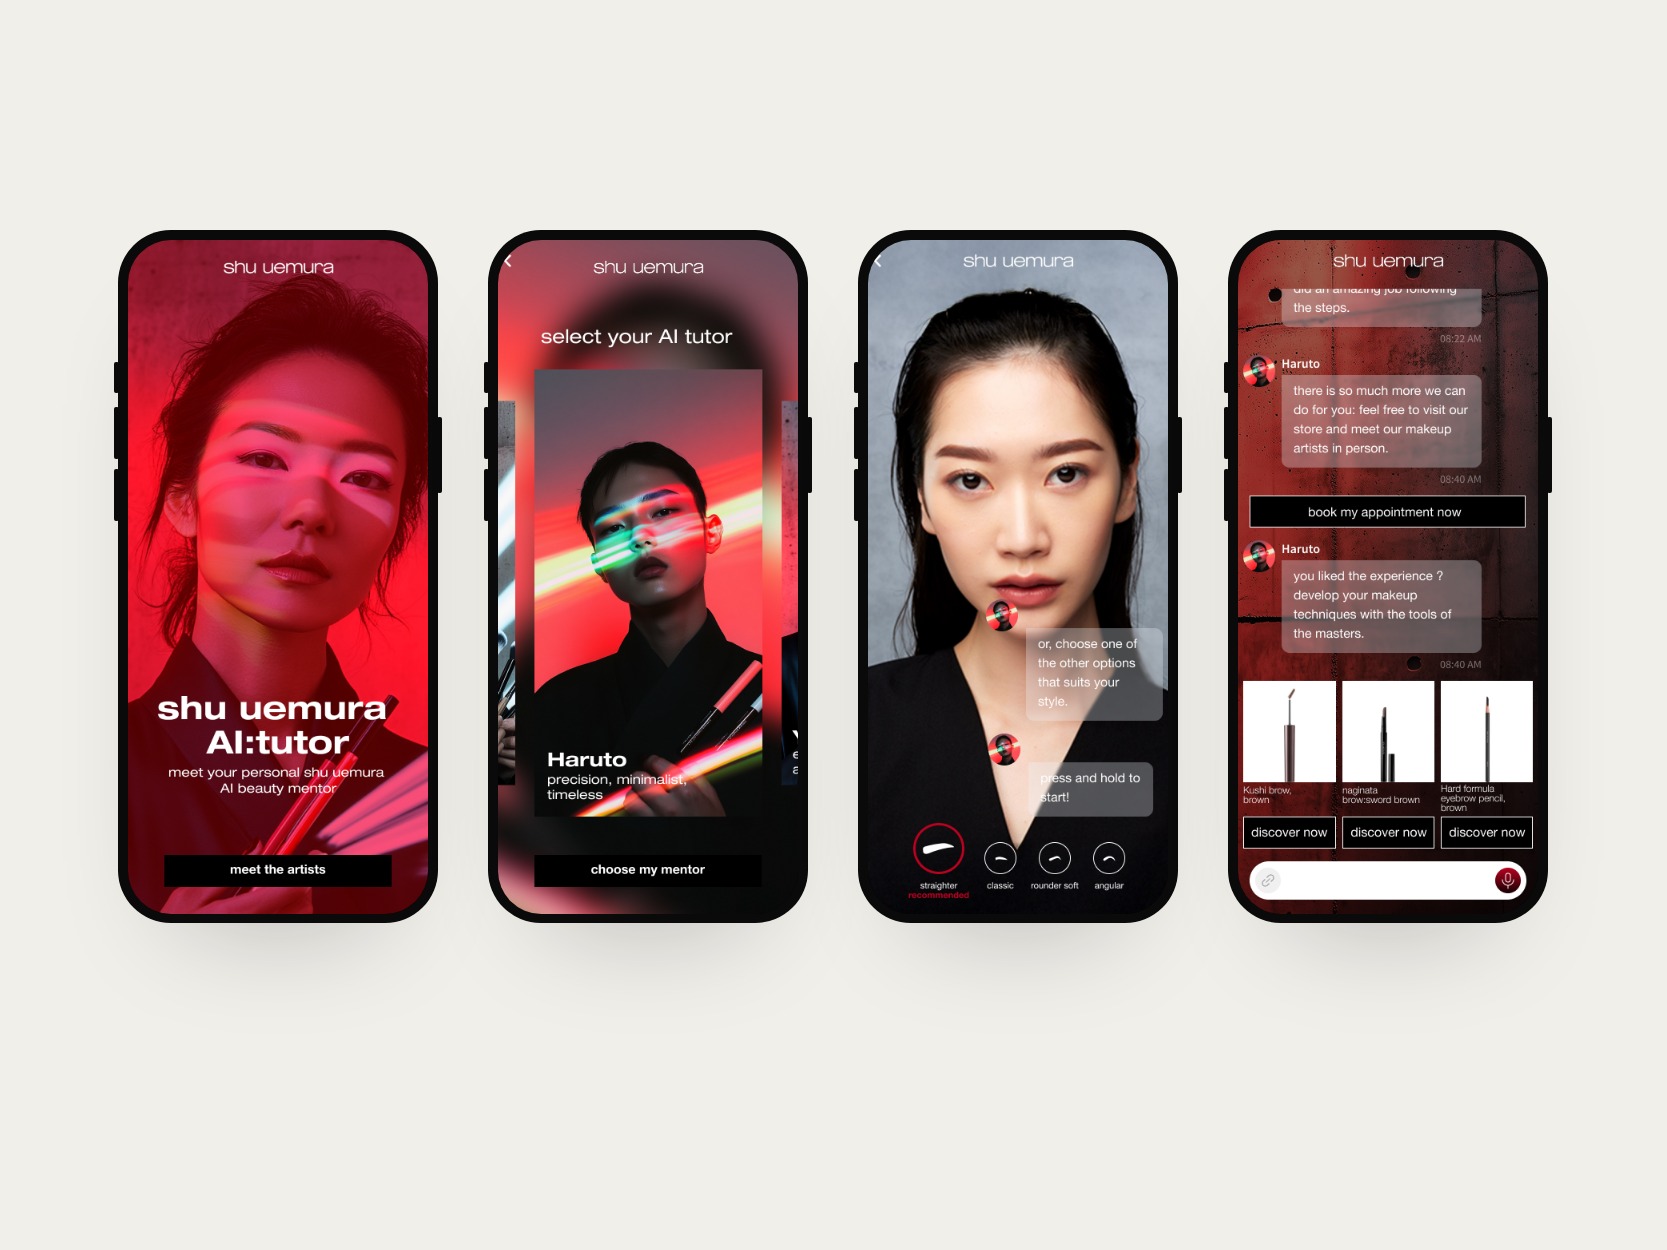 shu uemura
shu uemura
AI:tutor
meet your personal shu uemura
AI beauty mentor
meet the artists
shu uemura
select your AI tutor
Haruto
precision, minimalist,
timeless
choose my mentor
shu uemura
or, choose one of
the other options
that suits your
style.
press and hold to
start!
straighter
recommended
classic
rounder soft
angular
shu uemura
did an amazing job following
the steps.
08:22 AM
Haruto
there is so much more we can
do for you: feel free to visit our
store and meet our makeup
artists in person.
08:40 AM
book my appointment now
Haruto
you liked the experience ?
develop your makeup
techniques with the tools of
the masters.
08:40 AM
Kushi brow,
brown
naginata
brow:sword brown
Hard formula
eyebrow pencil,
brown
discover now
discover now
discover now